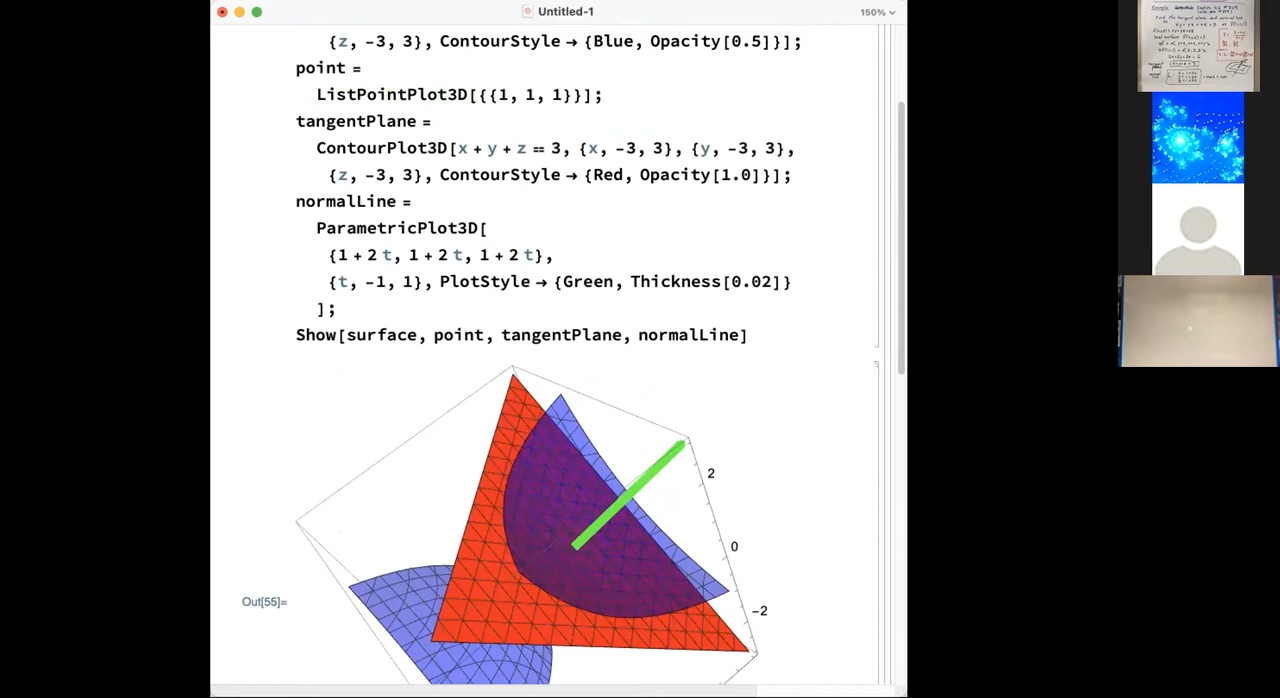 Untitled-1
150%
{z, -3, 3}, ContourStyle → {Blue, Opacity[0.5]}];
point =
ListPointPlot3D[{{1, 1, 1}}];
tangentPlane =
ContourPlot3D[x + y + z == 3, {x, -3, 3}, {y, -3, 3},
{z, -3, 3}, ContourStyle → {Red, Opacity[1.0]}];
normalLine =
ParametricPlot3D[
{1 + 2 t, 1 + 2 t, 1 + 2 t},
{t, -1, 1}, PlotStyle → {Green, Thickness[0.02]}
];
Show[surface, point, tangentPlane, normalLine]
2
0
-2
Out[55]=